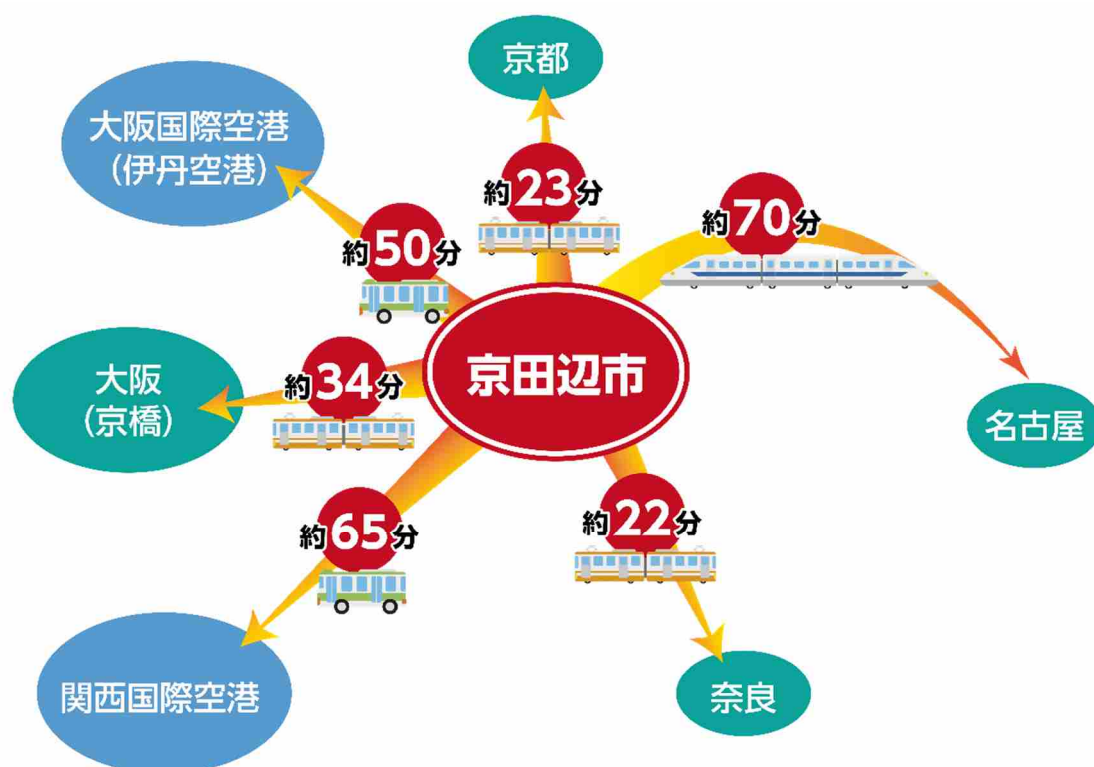 京都
大阪国際空港
(伊丹空港)
約23分
約70分
約50分
京田辺市
約34分
大阪
(京橋)
名古屋
約65分
約22分
関西国際空港
奈良